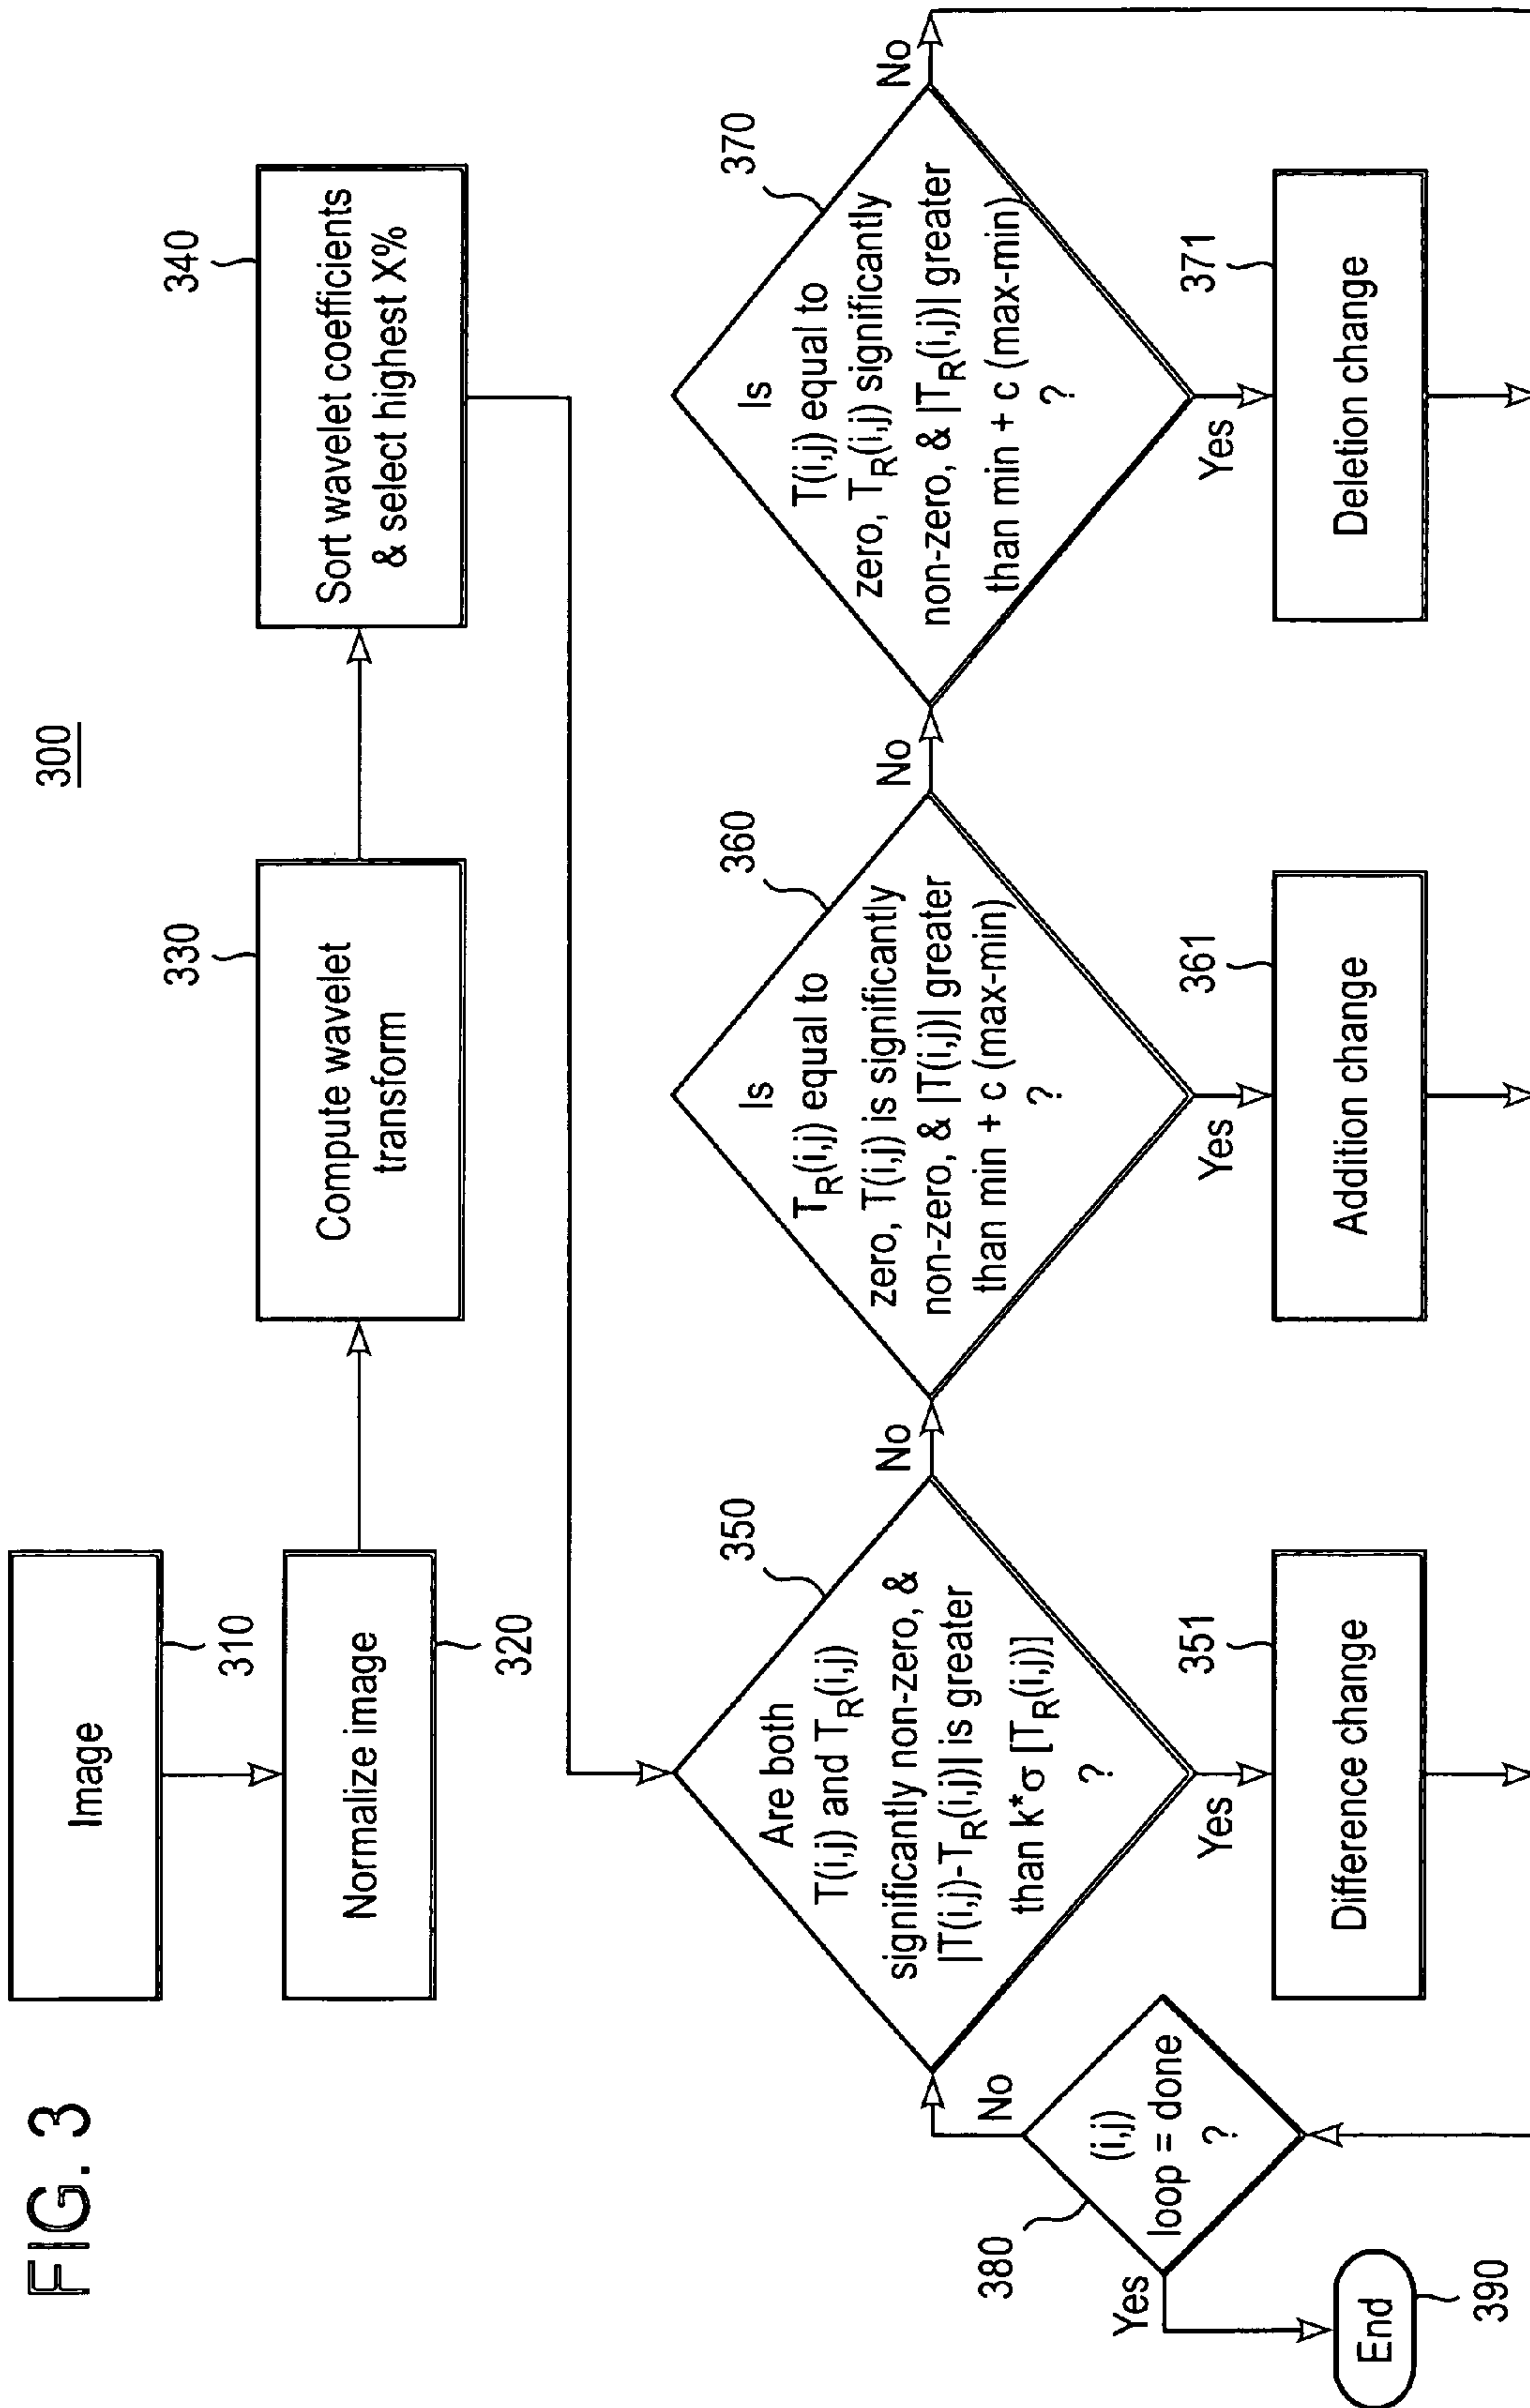 FIG. 3
300
Image
310
Normalize image
320
330
Compute wavelet
transform
340
Sort wavelet coefficients
& select highest X%
350
Are both
T(i,j) and T_R(i,j)
significantly non-zero, &
|T(i,j)-T_R(i,j)| is greater
than k*σ [T_R(i,j)]
?
No
Yes
351
Difference change
360
Is
T_R(i,j) equal to
zero, T(i,j) is significantly
non-zero, & |T(i,j)| greater
than min + c (max-min)
?
No
Yes
361
Addition change
370
Is
T(i,j) equal to
zero, T_R(i,j) significantly
non-zero, & |T_R(i,j)| greater
than min + c (max-min)
?
No
Yes
371
Deletion change
380
(i,j)
loop = done
?
No
Yes
End
390